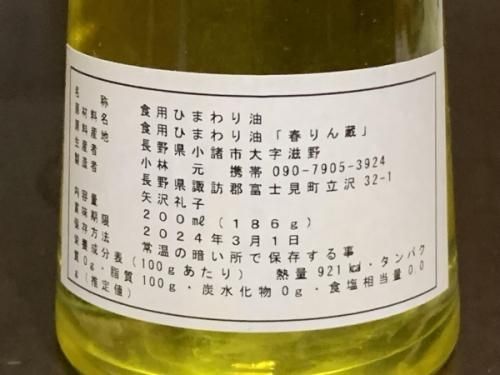 名　　称　食用ひまわり油
原材料名　食用ひまわり油「春りん蔵」
原料産地　長野県小諸市大字滋野
生産者　小林　元　携帯 090-7905-3924
製造者　長野県諏訪郡富士見町立沢 32-1
矢沢礼子
内容量　200ml(186g)
賞味期限　2024年3月1日
保存方法　常温の暗い所で保存する事
栄養成分表(100gあたり)　熱量 921㎉・タンパク
質0g・脂質100g・炭水化物0g・食塩相当量0.0
g(推定値)